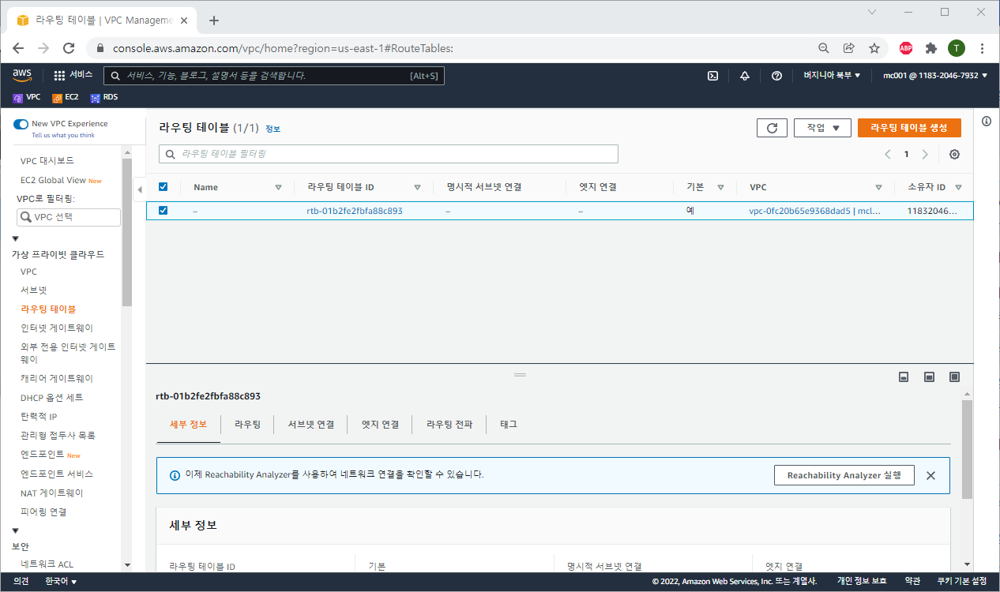 라우팅 테이블 | VPC Manageme
console.aws.amazon.com/vpc/home?region=us-east-1#RouteTables:
ABP
T
aws
서비스
서비스, 기능, 블로그, 설명서 등을 검색합니다.
[Alt+S]
버지니아 북부
mc001 @ 1183-2046-7932
VPC
EC2
RDS
New VPC Experience
Tell us what you think
VPC 대시보드
EC2 Global View New
VPC로 필터링:
VPC 선택
가상 프라이빗 클라우드
VPC
서브넷
라우팅 테이블
인터넷 게이트웨이
외부 전용 인터넷 게이트
웨이
캐리어 게이트웨이
DHCP 옵션 세트
탄력적 IP
관리형 접두사 목록
엔드포인트 New
엔드포인트 서비스
NAT 게이트웨이
피어링 연결
보안
네트워크 ACL
라우팅 테이블 (1/1) 정보
작업
라우팅 테이블 생성
라우팅 테이블 필터링
1
Name
라우팅 테이블 ID
명시적 서브넷 연결
엣지 연결
기본
VPC
소유자 ID
–
rtb-01b2fe2fbfa88c893
–
–
예
vpc-0fc20b65e9368dad5 | mcl...
11832046...
rtb-01b2fe2fbfa88c893
세부 정보
라우팅
서브넷 연결
엣지 연결
라우팅 전파
태그
이제 Reachability Analyzer를 사용하여 네트워크 연결을 확인할 수 있습니다.
Reachability Analyzer 실행
세부 정보
라우팅 테이블 ID
기본
명시적 서브넷 연결
엣지 연결
의견
한국어
© 2022, Amazon Web Services, Inc. 또는 계열사.
개인 정보 보호
약관
쿠키 기본 설정